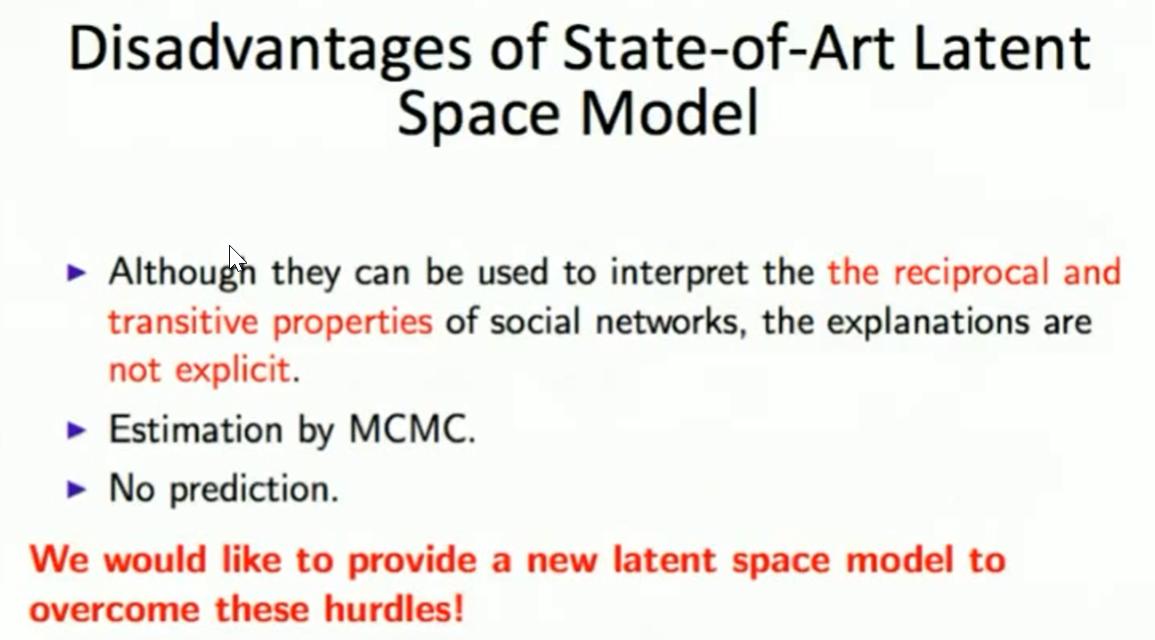 Disadvantages of State-of-Art Latent
Space Model
Although they can be used to interpret the the reciprocal and
transitive properties of social networks, the explanations are
not explicit.
Estimation by MCMC.
No prediction.
We would like to provide a new latent space model to
overcome these hurdles!